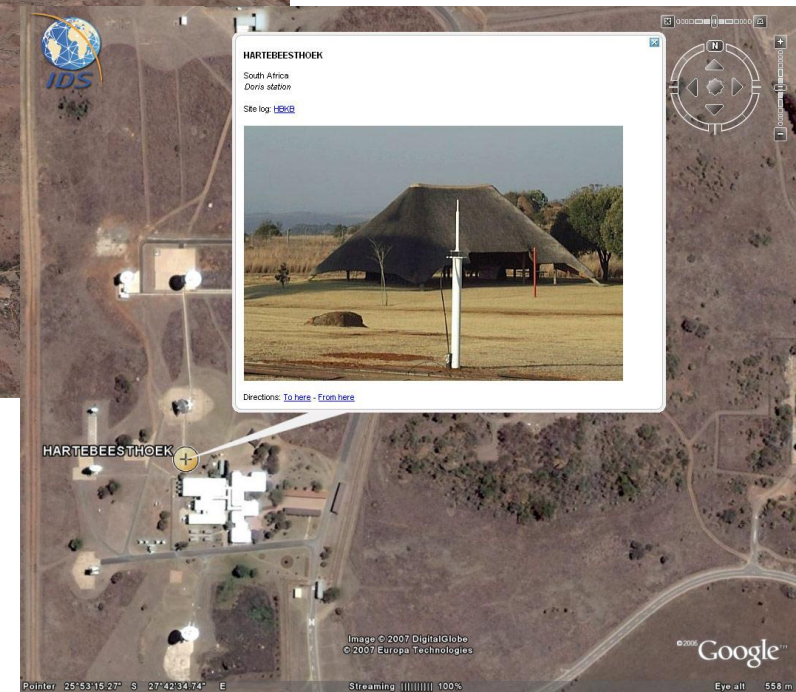 IDS
N
HARTEBEESTHOEK
South Africa
Doris station
Site log: HBKB
Directions: To here - From here
HARTEBEESTHOEK
Image © 2007 DigitalGlobe
© 2007 Europa Technologies
© 2006 Google™
Pointer 25°53'15.27" S 27°42'34.74" E Streaming |||||||||| 100% Eye alt 558 m